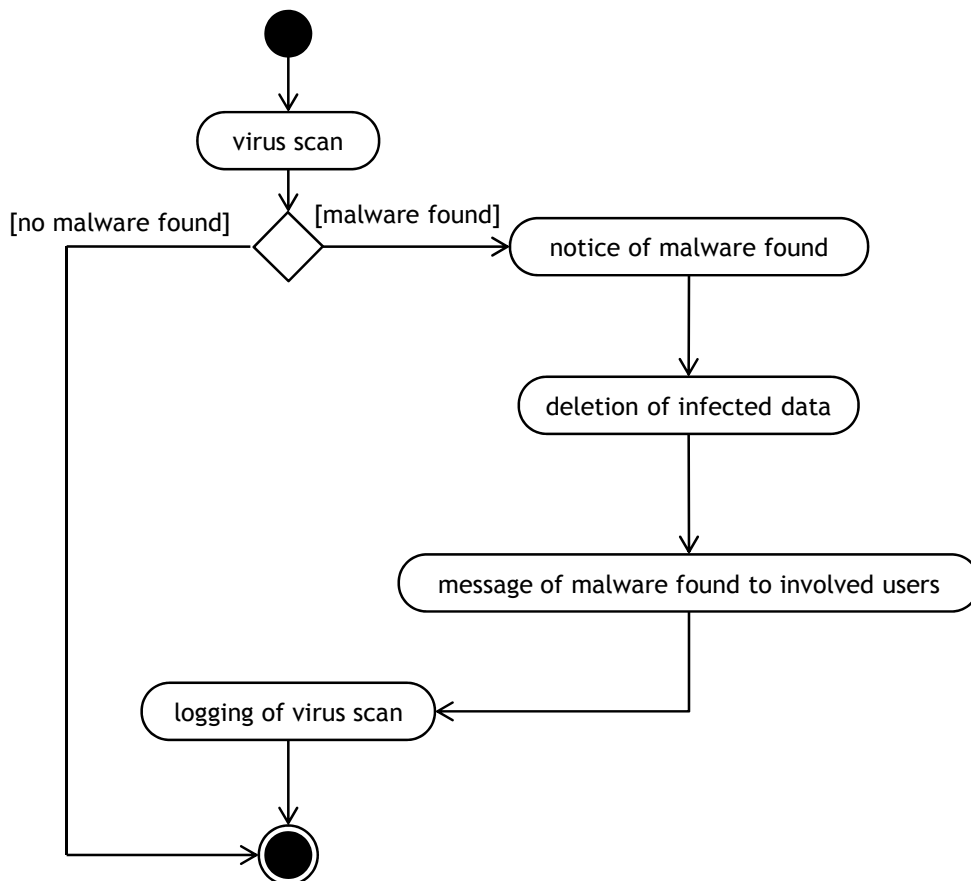 virus scan
[no malware found]
[malware found]
notice of malware found
deletion of infected data
message of malware found to involved users
logging of virus scan